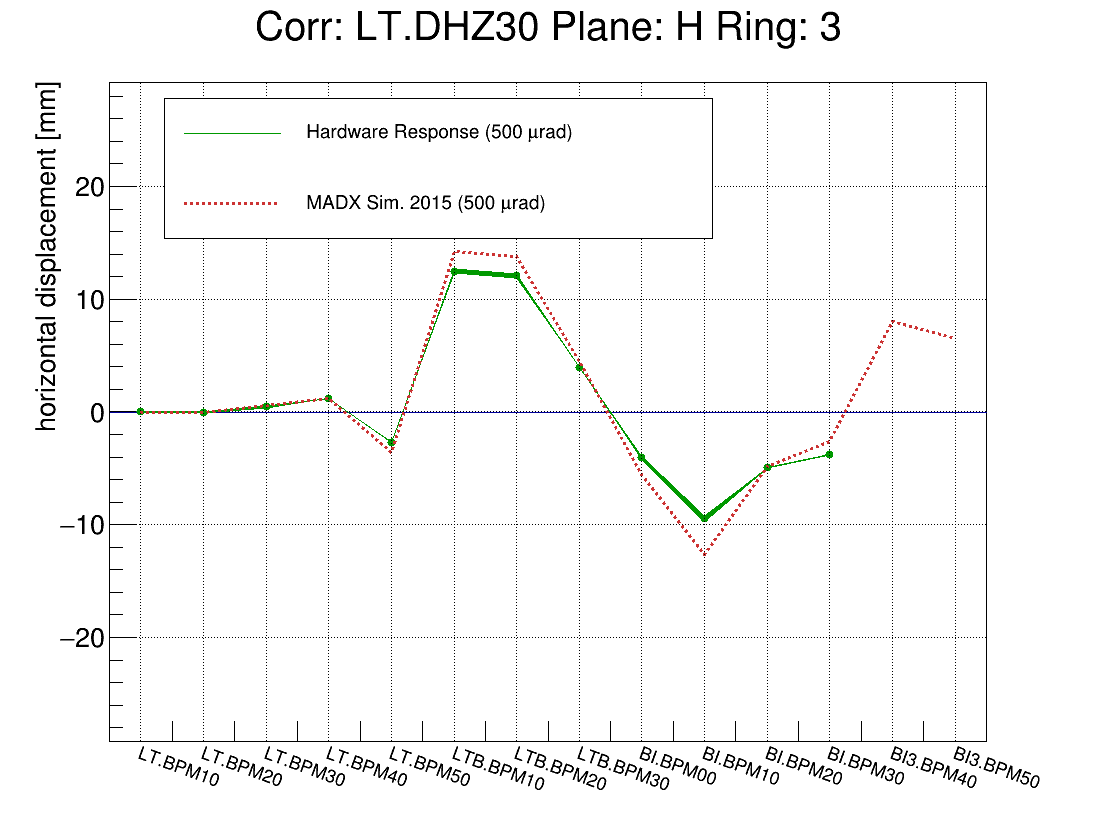 Corr: LT.DHZ30 Plane: H Ring: 3
horizontal displacement [mm]
Hardware Response (500 μrad)
MADX Sim. 2015 (500 μrad)
20
10
0
−10
−20
LT.BPM10
LT.BPM20
LT.BPM30
LT.BPM40
LT.BPM50
LTB.BPM10
LTB.BPM20
LTB.BPM30
BI.BPM00
BI.BPM10
BI.BPM20
BI.BPM30
BI3.BPM40
BI3.BPM50